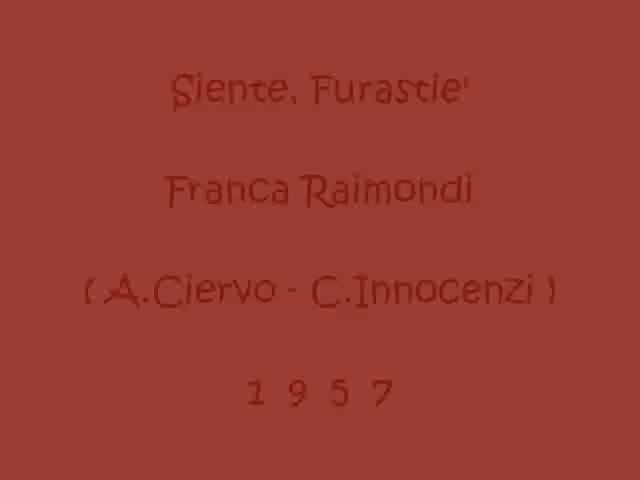 Siente, Furastie'
Franca Raimondi
( A.Ciervo - C.Innocenzi )
1 9 5 7